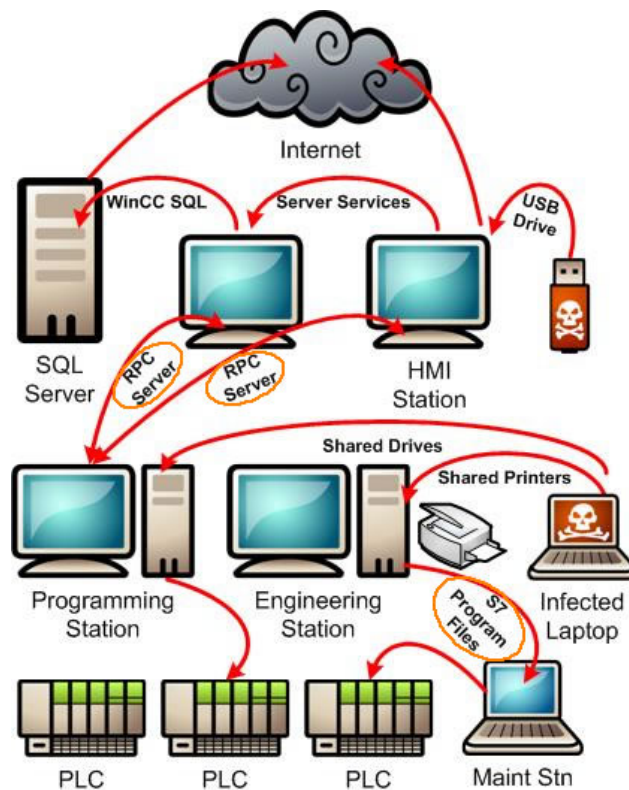 Internet
WinCC SQL
Server Services
USB
Drive
SQL
Server
RPC
Server
RPC
Server
HMI
Station
Shared Drives
Shared Printers
Programming
Station
Engineering
Station
S7
Program
Files
Infected
Laptop
PLC
PLC
PLC
Maint Stn